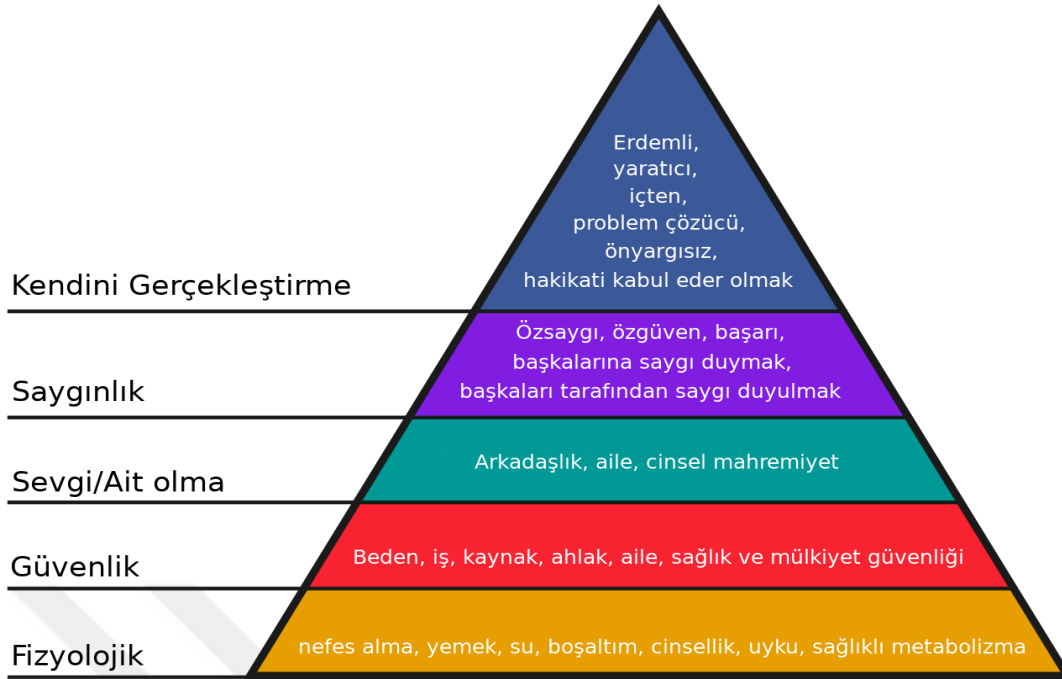 Erdemli,
yaratıcı,
içten,
problem çözücü,
önyargısız,
hakikati kabul eder olmak
Kendini Gerçekleştirme
Özsaygı, özgüven, başarı,
başkalarına saygı duymak,
başkaları tarafından saygı duyulmak
Saygınlık
Arkadaşlık, aile, cinsel mahremiyet
Sevgi/Ait olma
Beden, iş, kaynak, ahlak, aile, sağlık ve mülkiyet güvenliği
Güvenlik
nefes alma, yemek, su, boşaltım, cinsellik, uyku, sağlıklı metabolizma
Fizyolojik